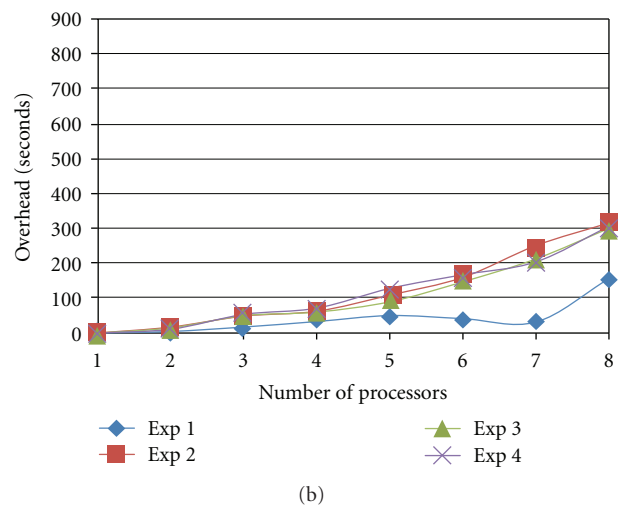 900
800
700
600
500
400
300
200
100
0
Overhead (seconds)
1 2 3 4 5 6 7 8
Number of processors
Exp 1 Exp 3
Exp 2 Exp 4
(b)